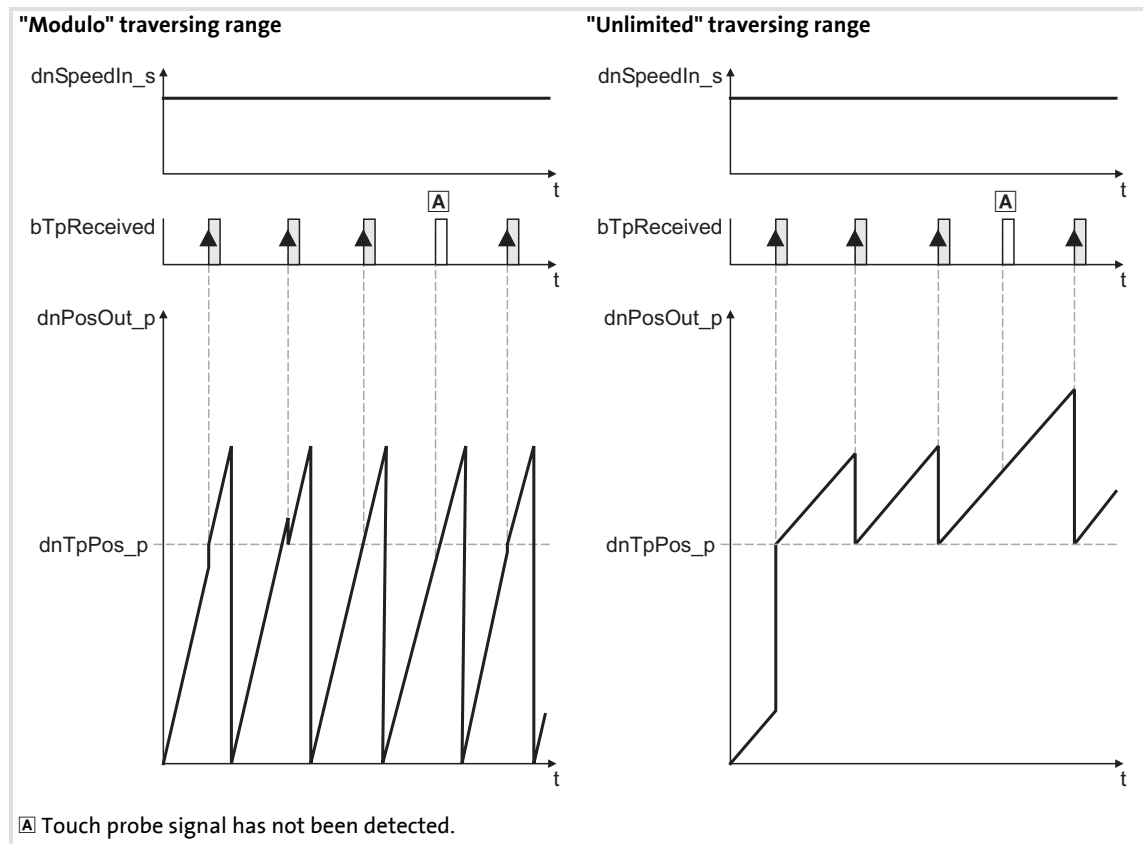 "Modulo" traversing range
dnSpeedIn_s
t
A
bTpReceived
t
dnPosOut_p
dnTpPos_p
t
"Unlimited" traversing range
dnSpeedIn_s
t
A
bTpReceived
t
dnPosOut_p
dnTpPos_p
t
A Touch probe signal has not been detected.